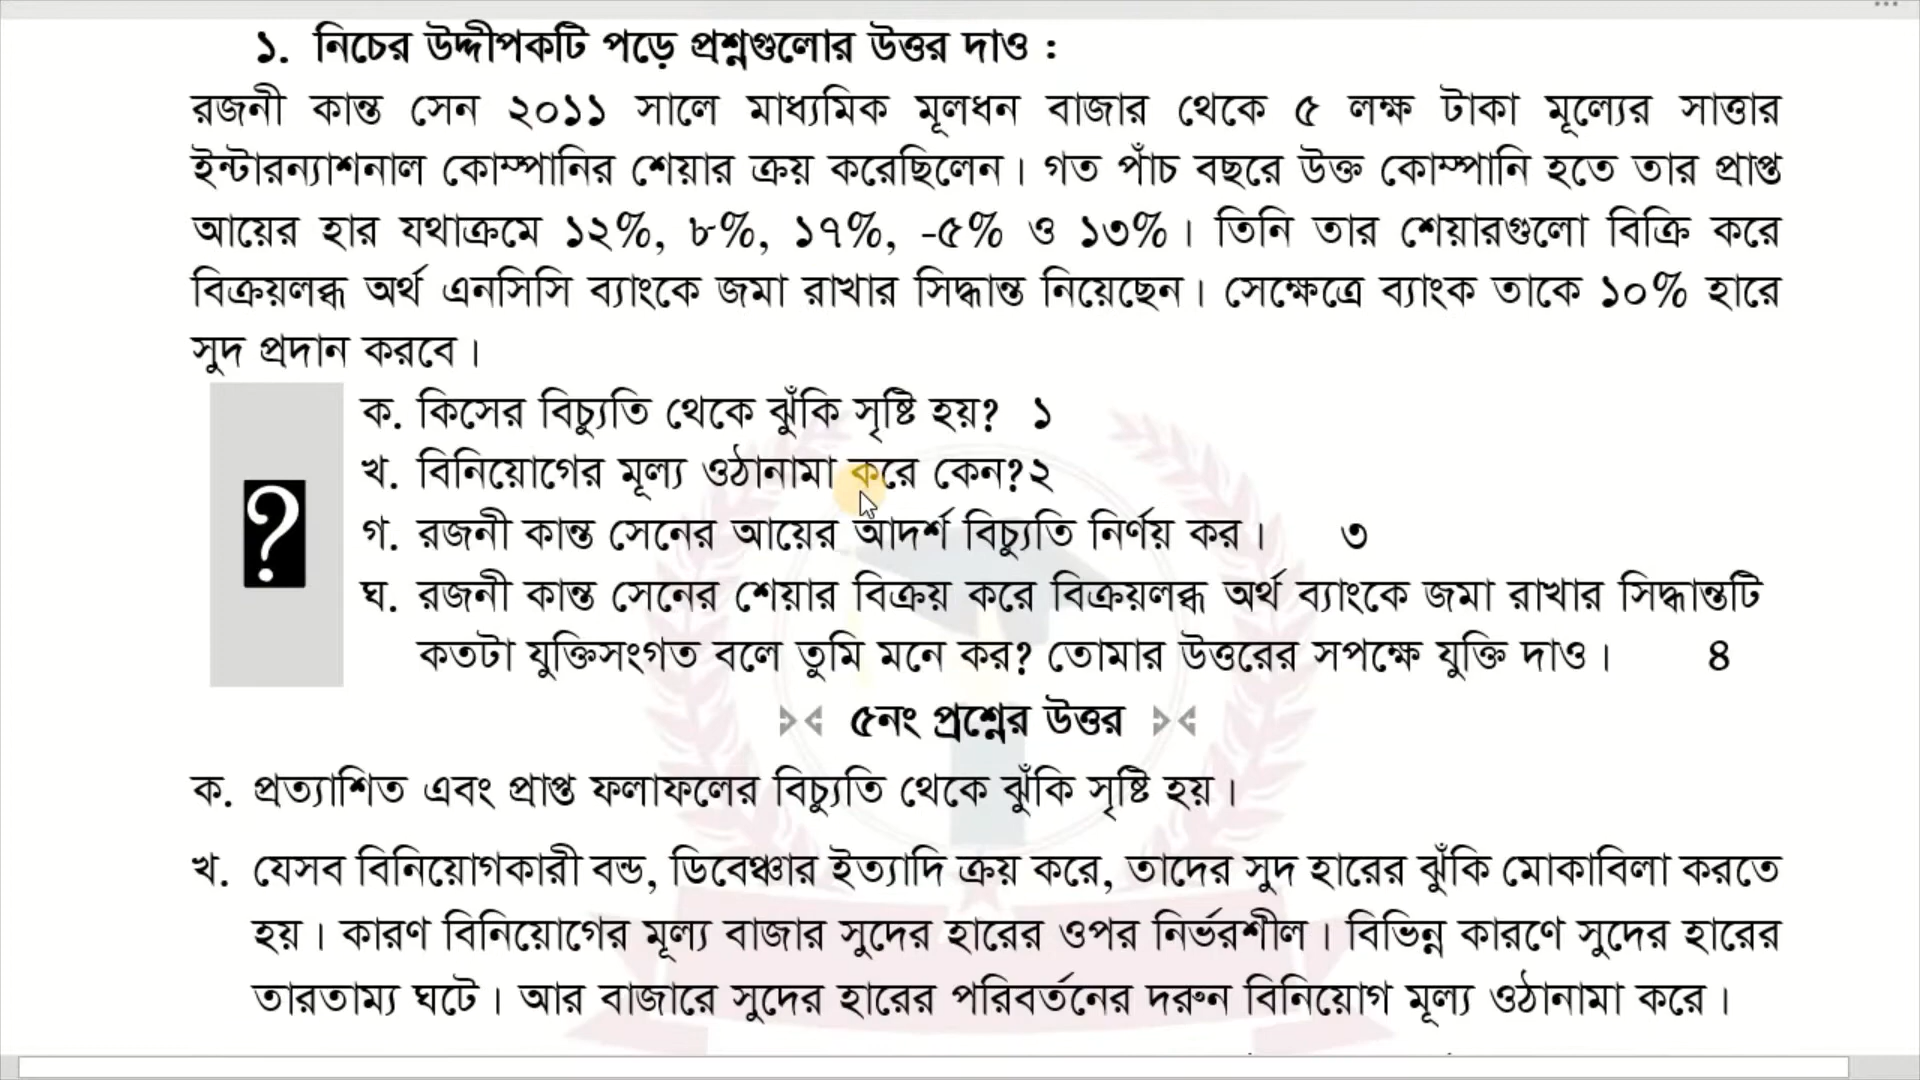 ১. নিচের উদ্দীপকটি পড়ে প্রশ্নগুলোর উত্তর দাও :
রজনী কান্ত সেন ২০১১ সালে মাধ্যমিক মূলধন বাজার থেকে ৫ লক্ষ টাকা মূল্যের সাত্তার
ইন্টারন্যাশনাল কোম্পানির শেয়ার ক্রয় করেছিলেন। গত পাঁচ বছরে উক্ত কোম্পানি হতে তার প্রাপ্ত
আয়ের হার যথাক্রমে ১২%, ৮%, ১৭%, -৫% ও ১৩%। তিনি তার শেয়ারগুলো বিক্রি করে
বিক্রয়লব্ধ অর্থ এনসিসি ব্যাংকে জমা রাখার সিদ্ধান্ত নিয়েছেন। সেক্ষেত্রে ব্যাংক তাকে ১০% হারে
সুদ প্রদান করবে।
?
ক. কিসের বিচ্যুতি থেকে ঝুঁকি সৃষ্টি হয়? ১
খ. বিনিয়োগের মূল্য ওঠানামা করে কেন?২
গ. রজনী কান্ত সেনের আয়ের আদর্শ বিচ্যুতি নির্ণয় কর। ৩
ঘ. রজনী কান্ত সেনের শেয়ার বিক্রয় করে বিক্রয়লব্ধ অর্থ ব্যাংকে জমা রাখার সিদ্ধান্তটি
কতটা যুক্তিসংগত বলে তুমি মনে কর? তোমার উত্তরের সপক্ষে যুক্তি দাও। ৪
৫নং প্রশ্নের উত্তর
ক. প্রত্যাশিত এবং প্রাপ্ত ফলাফলের বিচ্যুতি থেকে ঝুঁকি সৃষ্টি হয়।
খ. যেসব বিনিয়োগকারী বন্ড, ডিবেঞ্চার ইত্যাদি ক্রয় করে, তাদের সুদ হারের ঝুঁকি মোকাবিলা করতে
হয়। কারণ বিনিয়োগের মূল্য বাজার সুদের হারের ওপর নির্ভরশীল। বিভিন্ন কারণে সুদের হারের
তারতাম্য ঘটে। আর বাজারে সুদের হারের পরিবর্তনের দরুন বিনিয়োগ মূল্য ওঠানামা করে।